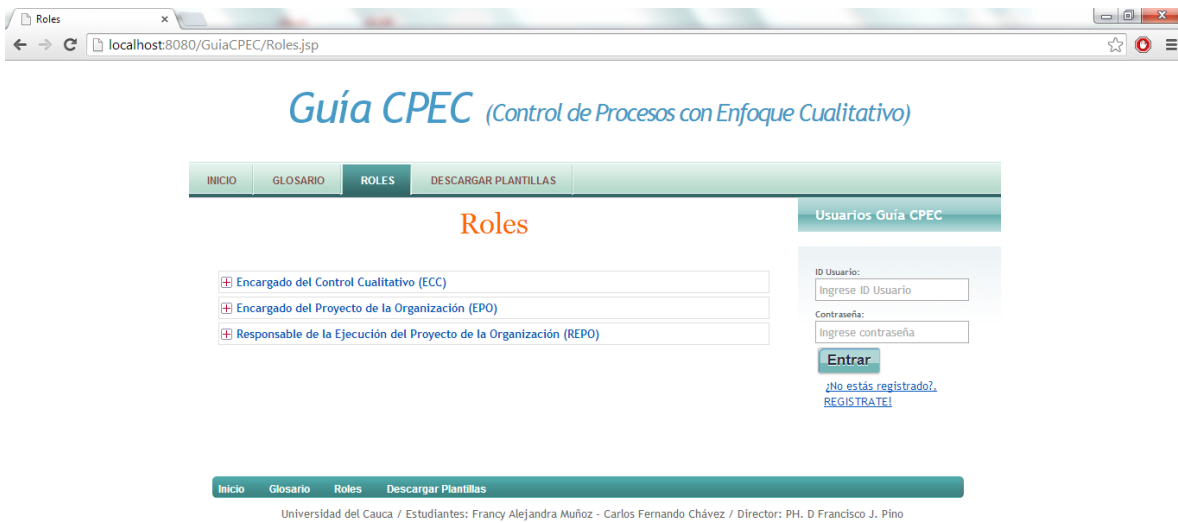 Roles
localhost:8080/GuiaCPEC/Roles.jsp
Guía CPEC (Control de Procesos con Enfoque Cualitativo)
INICIO GLOSARIO ROLES DESCARGAR PLANTILLAS
Roles
Encargado del Control Cualitativo (ECC)
Encargado del Proyecto de la Organización (EPO)
Responsable de la Ejecución del Proyecto de la Organización (REPO)
Usuarios Guía CPEC
ID Usuario:
Ingrese ID Usuario
Contraseña:
Ingrese contraseña
Entrar
¿No estás registrado?,
REGISTRATE!
Inicio Glosario Roles Descargar Plantillas
Universidad del Cauca / Estudiantes: Francy Alejandra Muñoz - Carlos Fernando Chávez / Director: PH. D Francisco J. Pino